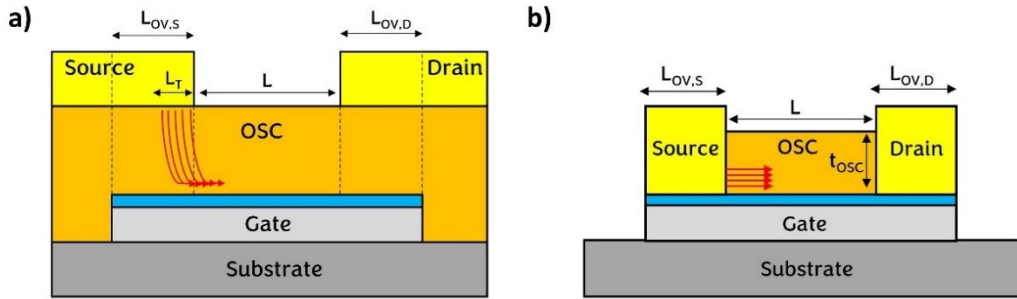 a)
L_OV,S
L_OV,D
Source
Drain
L_T
L
OSC
Gate
Substrate
b)
L_OV,S
L_OV,D
L
Source
OSC
t_OSC
Drain
Gate
Substrate